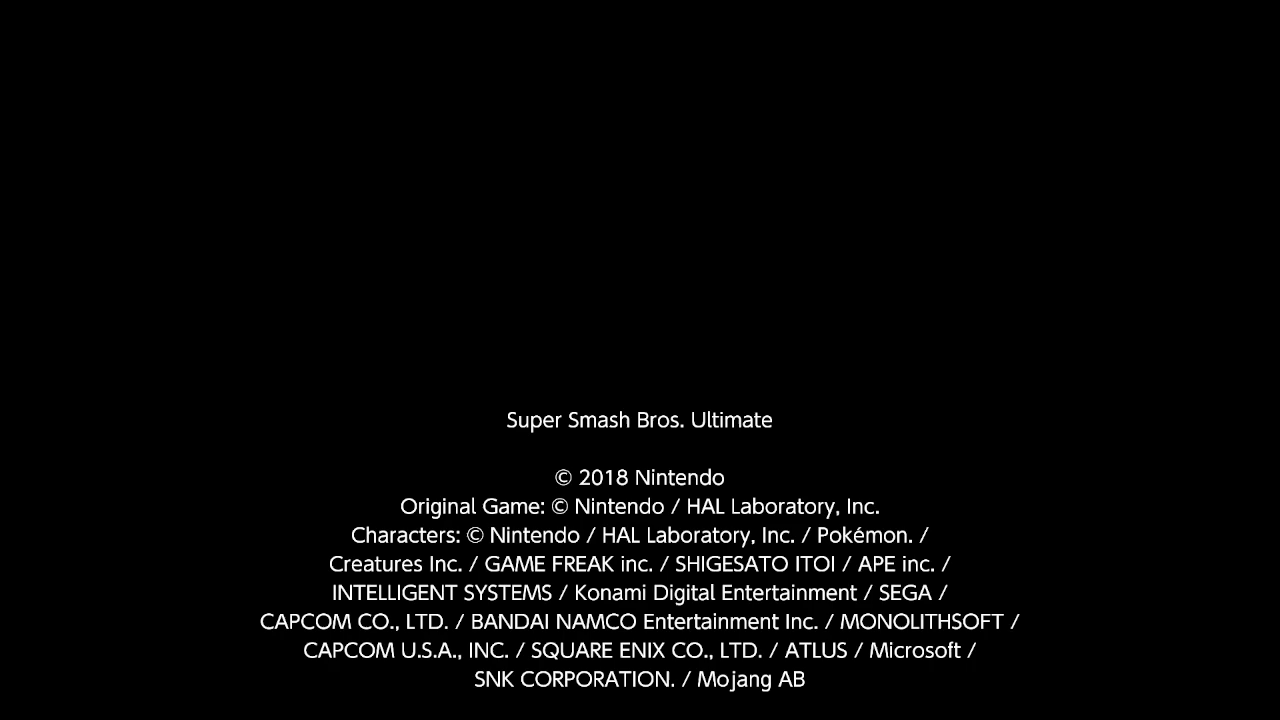 Super Smash Bros. Ultimate
© 2018 Nintendo
Original Game: © Nintendo / HAL Laboratory, Inc.
Characters: © Nintendo / HAL Laboratory, Inc. / Pokémon. /
Creatures Inc. / GAME FREAK inc. / SHIGESATO ITOI / APE inc. /
INTELLIGENT SYSTEMS / Konami Digital Entertainment / SEGA /
CAPCOM CO., LTD. / BANDAI NAMCO Entertainment Inc. / MONOLITHSOFT /
CAPCOM U.S.A., INC. / SQUARE ENIX CO., LTD. / ATLUS / Microsoft /
SNK CORPORATION. / Mojang AB